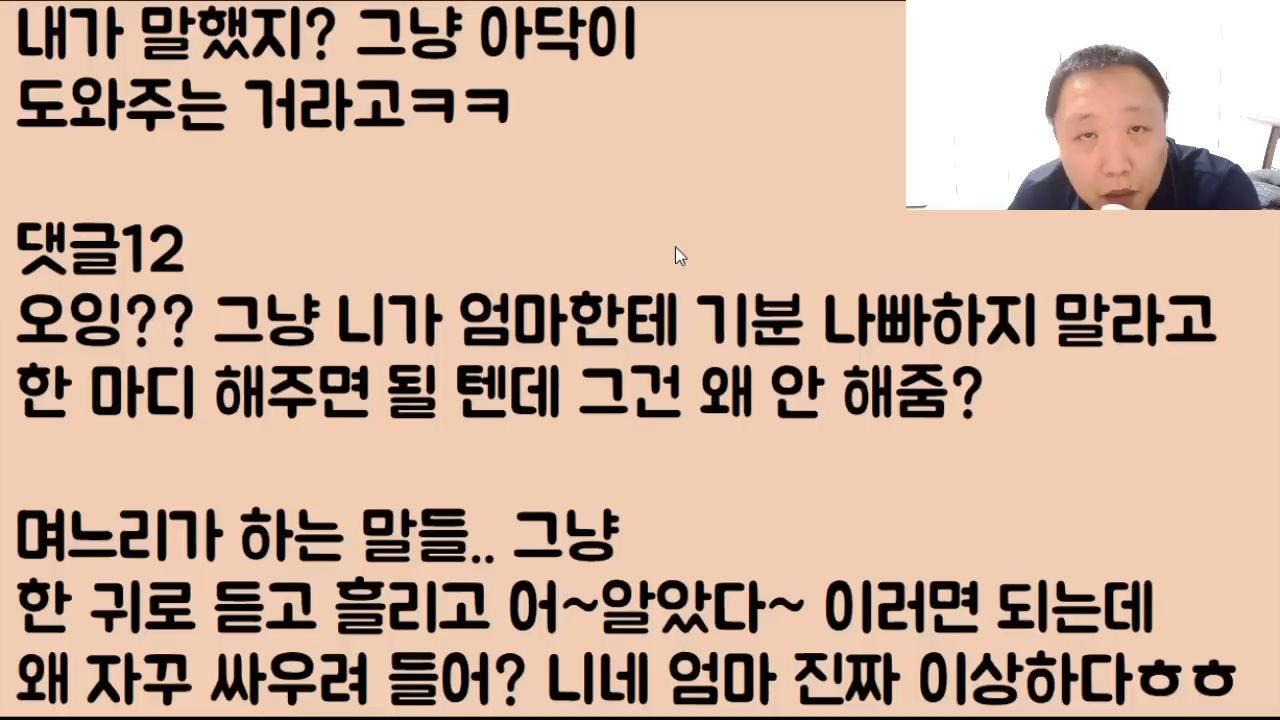 내가 말했지? 그냥 아닥이
도와주는 거라고ㅋㅋ
댓글12
오잉?? 그냥 니가 엄마한테 기분 나빠하지 말라고
한 마디 해주면 될 텐데 그건 왜 안 해줌?
며느리가 하는 말들.. 그냥
한 귀로 듣고 흘리고 어~알았다~ 이러면 되는데
왜 자꾸 싸우려 들어? 니네 엄마 진짜 이상하다ㅎㅎ